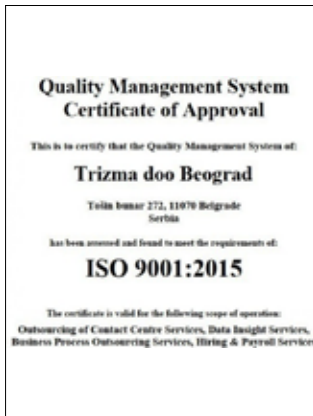 Quality Management System
Certificate of Approval
This is to certify that the Quality Management System of:
Trizma doo Beograd
Tošin bunar 272, 11070 Belgrade
Serbia
has been assessed and found to meet the requirements of:
ISO 9001:2015
The certificate is valid for the following scope of operation:
Outsourcing of Contact Centre Services, Data Insight Services,
Business Process Outsourcing Services, Hiring & Payroll Services